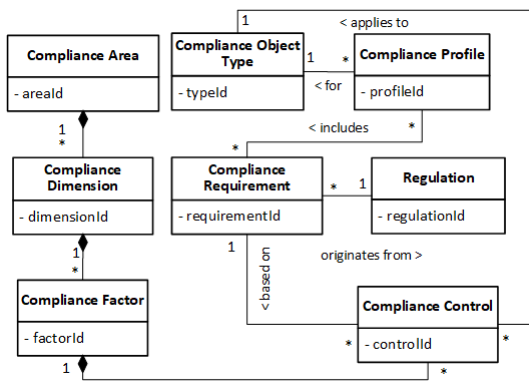 1
< applies to
Compliance Area
- areaId
Compliance Object
Type
- typeId
1
*
< for
Compliance Profile
- profileId
1
*
< includes
*
*
Compliance
Dimension
- dimensionId
Compliance
Requirement
- requirementId
*
1
Regulation
- regulationId
1
*
1
< based on
originates from >
Compliance Factor
- factorId
Compliance Control
- controlId
*
*
1
*